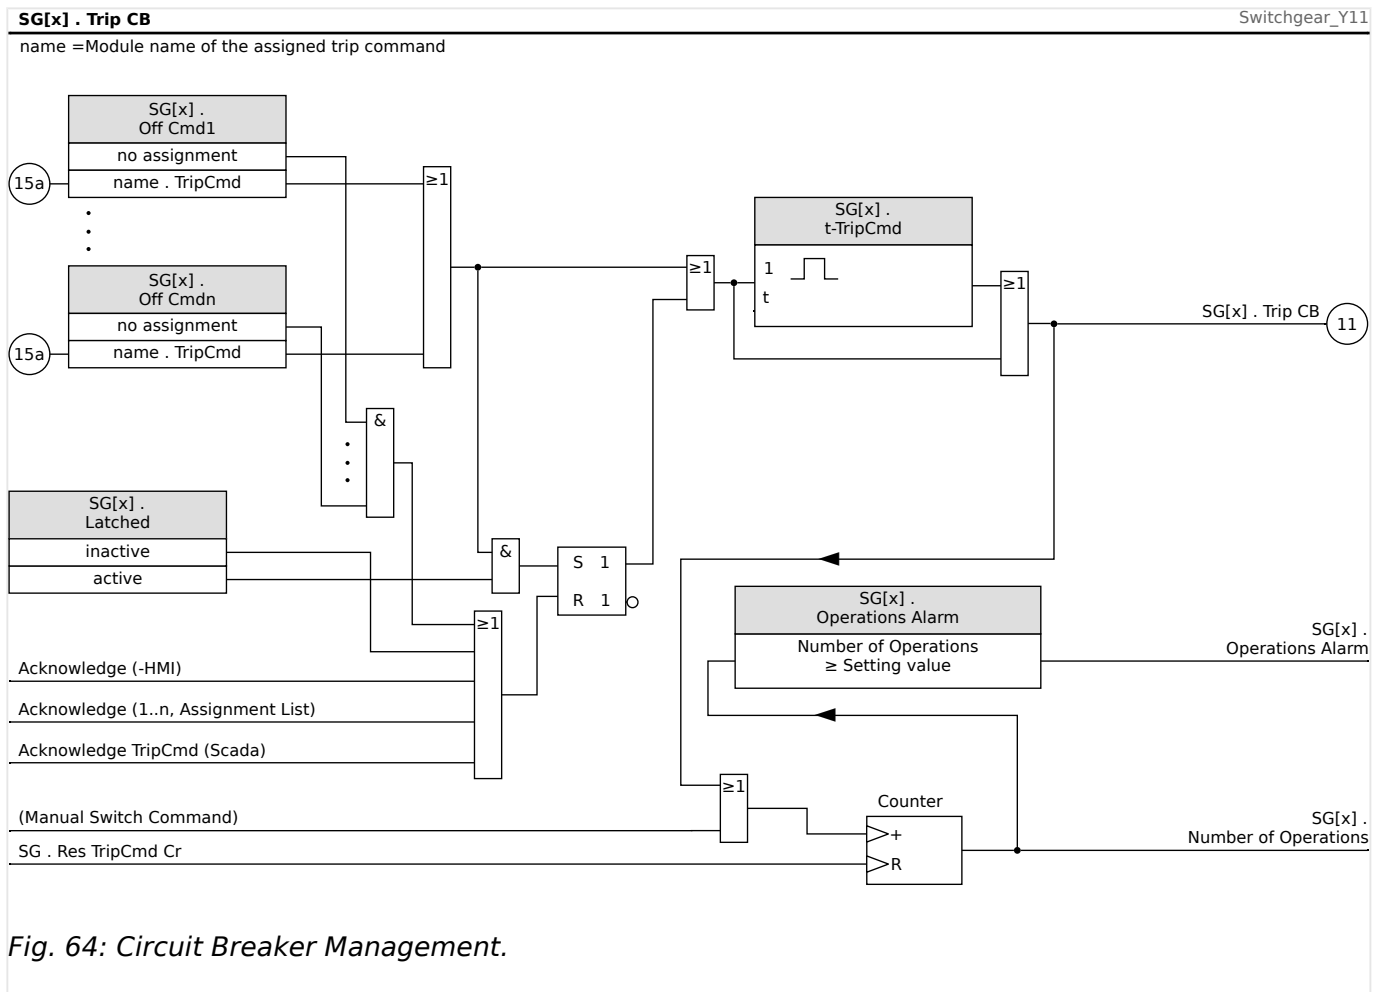 SG[x] . Trip CB
Switchgear_Y11
name =Module name of the assigned trip command
SG[x] .
Off Cmd1
no assignment
15a
name . TripCmd
≥1
SG[x] .
t-TripCmd
1
t
SG[x] .
Off Cmdn
no assignment
15a
name . TripCmd
≥1
≥1
SG[x] . Trip CB
11
&
SG[x] .
Latched
inactive
active
&
S 1
R 1
≥1
SG[x] .
Operations Alarm
Number of Operations
≥ Setting value
SG[x] .
Operations Alarm
Acknowledge (-HMI)
Acknowledge (1..n, Assignment List)
Acknowledge TripCmd (Scada)
≥1
Counter
(Manual Switch Command)
+
SG[x] .
Number of Operations
SG . Res TripCmd Cr
R
Fig. 64: Circuit Breaker Management.